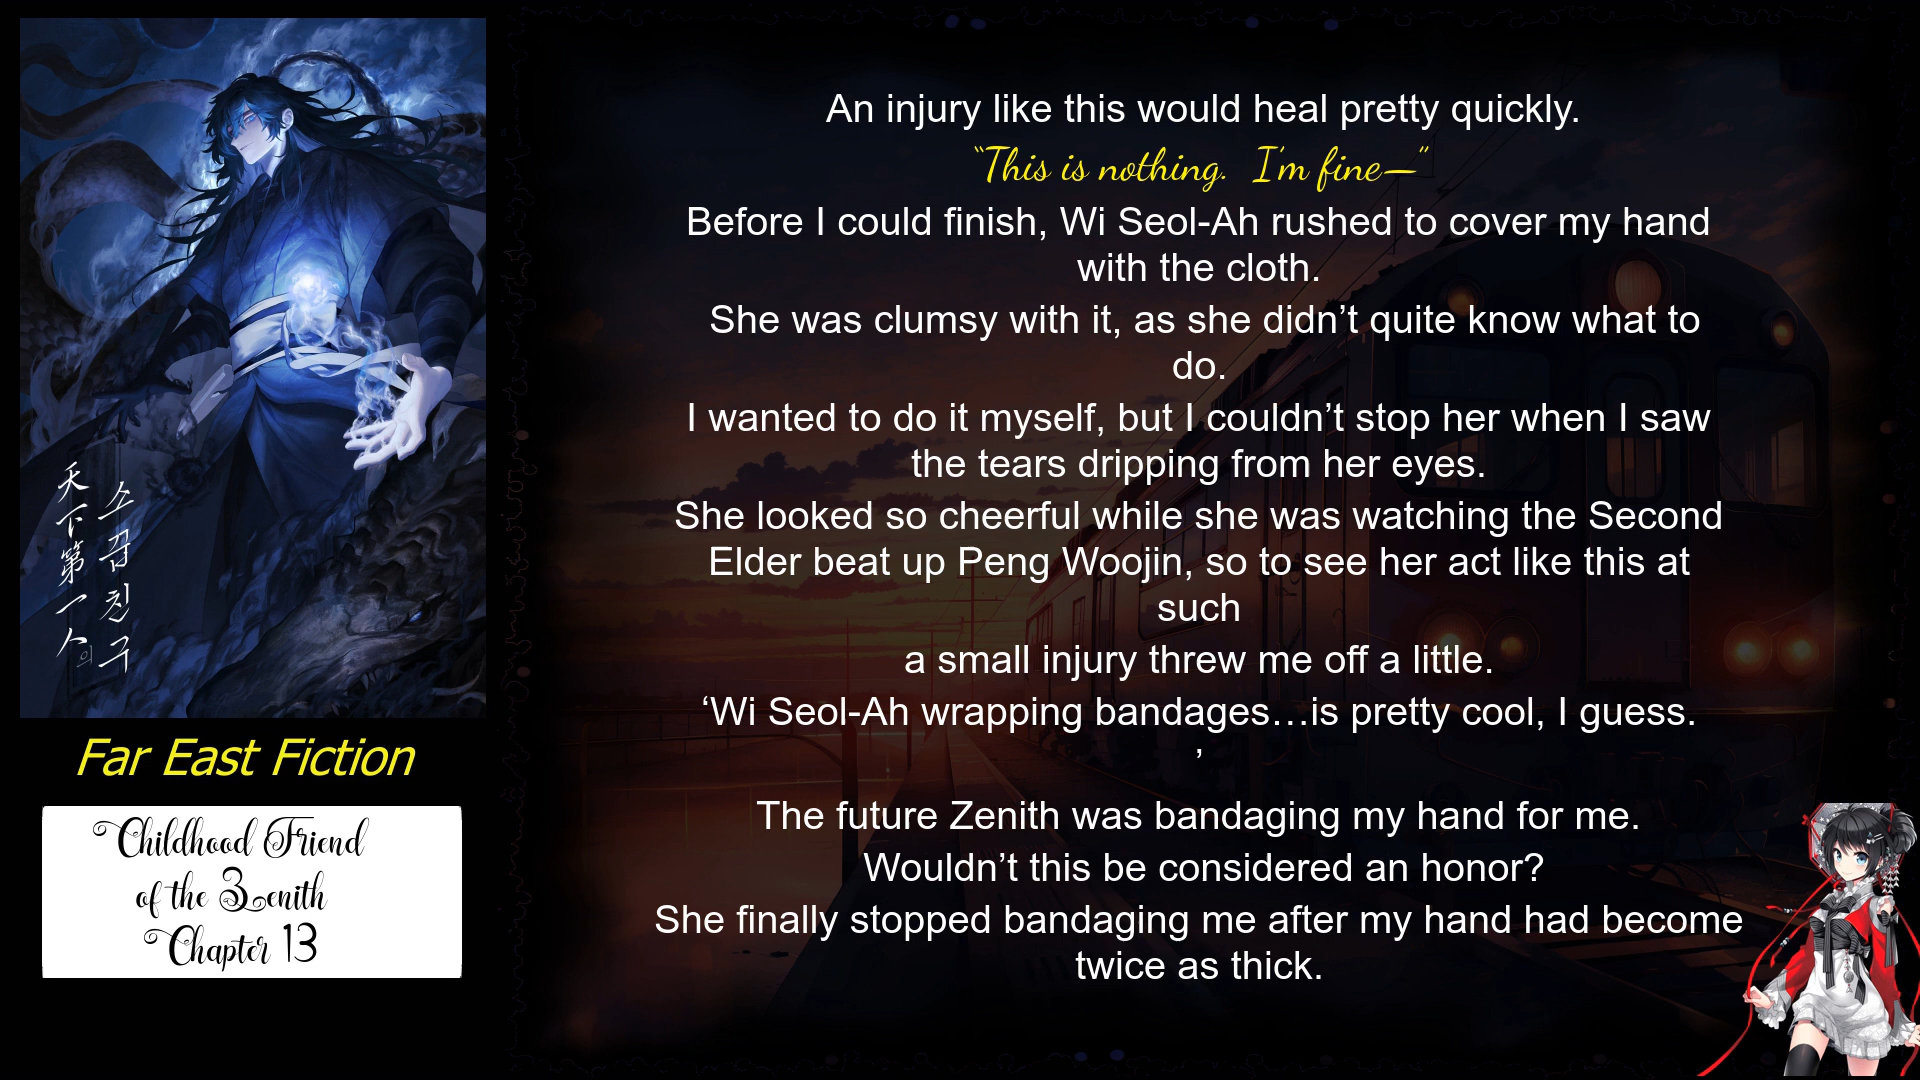 天下第一人의
소꿉친구
Far East Fiction
Childhood Friend
of the Zenith
Chapter 13
An injury like this would heal pretty quickly.
“This is nothing. I’m fine—”
Before I could finish, Wi Seol-Ah rushed to cover my hand
with the cloth.
She was clumsy with it, as she didn’t quite know what to
do.
I wanted to do it myself, but I couldn’t stop her when I saw
the tears dripping from her eyes.
She looked so cheerful while she was watching the Second
Elder beat up Peng Woojin, so to see her act like this at
such
a small injury threw me off a little.
‘Wi Seol-Ah wrapping bandages…is pretty cool, I guess.
’
The future Zenith was bandaging my hand for me.
Wouldn’t this be considered an honor?
She finally stopped bandaging me after my hand had become
twice as thick.